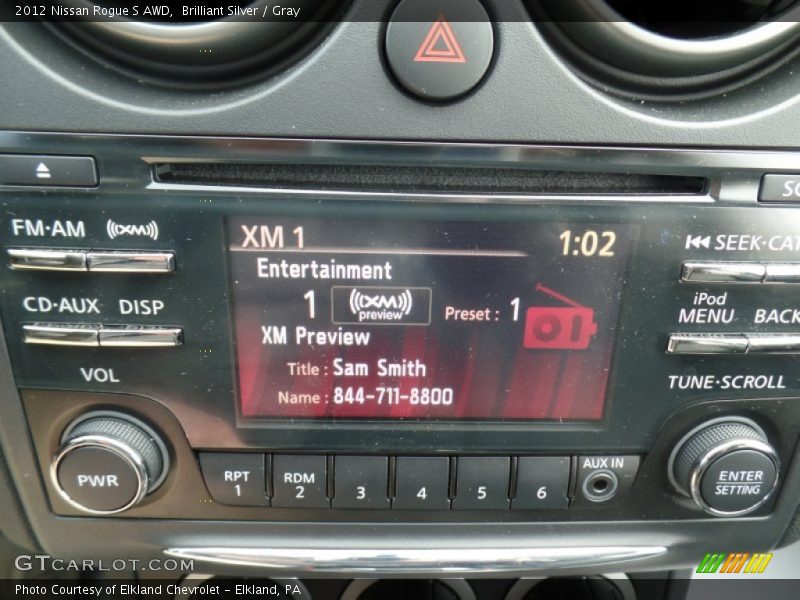 2012 Nissan Rogue S AWD, Brilliant Silver / Gray
FM·AM
XM
XM 1
1:02
SEEK·CAT
Entertainment
1
XM
preview
Preset : 1
CD·AUX
DISP
iPod
MENU
BACK
XM Preview
VOL
Title : Sam Smith
Name : 844-711-8800
TUNE·SCROLL
PWR
RPT
1
RDM
2
3
4
5
6
AUX IN
ENTER
SETTING
GTCARLOT.COM
Photo Courtesy of Elkland Chevrolet - Elkland, PA